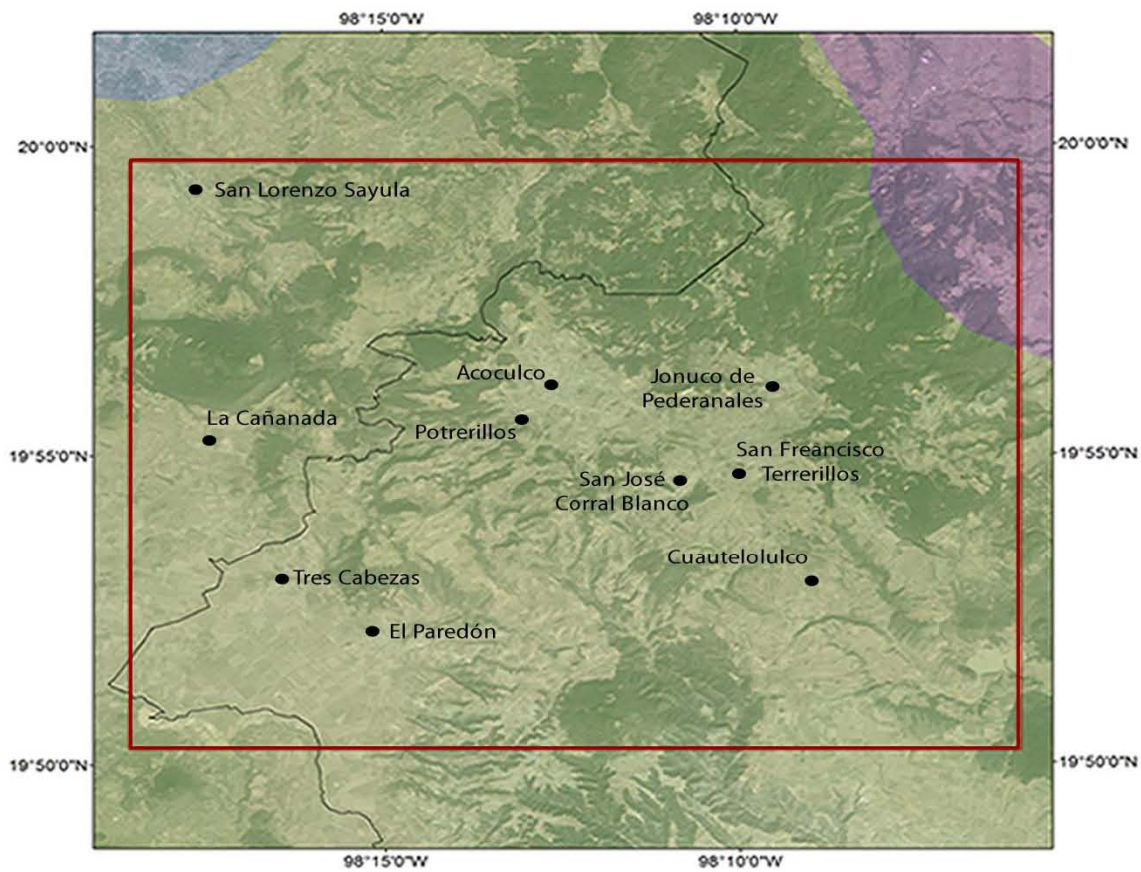 98°15'0"W
98°10'0"W
20°0'0"N
20°0'0"N
San Lorenzo Sayula
Acoculco
Jonuco de
Pederanales
La Cañanada
Potrerillos
19°55'0"N
19°55'0"N
San Freancisco
Terrerillos
San José
Corral Blanco
Cuautelolulco
Tres Cabezas
El Paredón
19°50'0"N
19°50'0"N
98°15'0"W
98°10'0"W